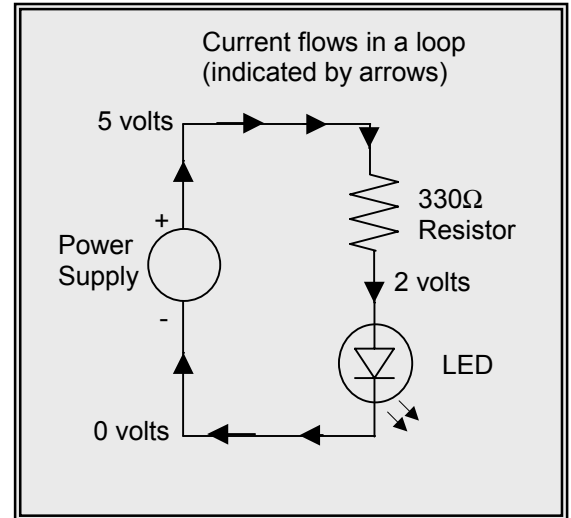 Current flows in a loop
(indicated by arrows)
5 volts
330Ω
Resistor
+
Power
Supply
-
2 volts
LED
0 volts